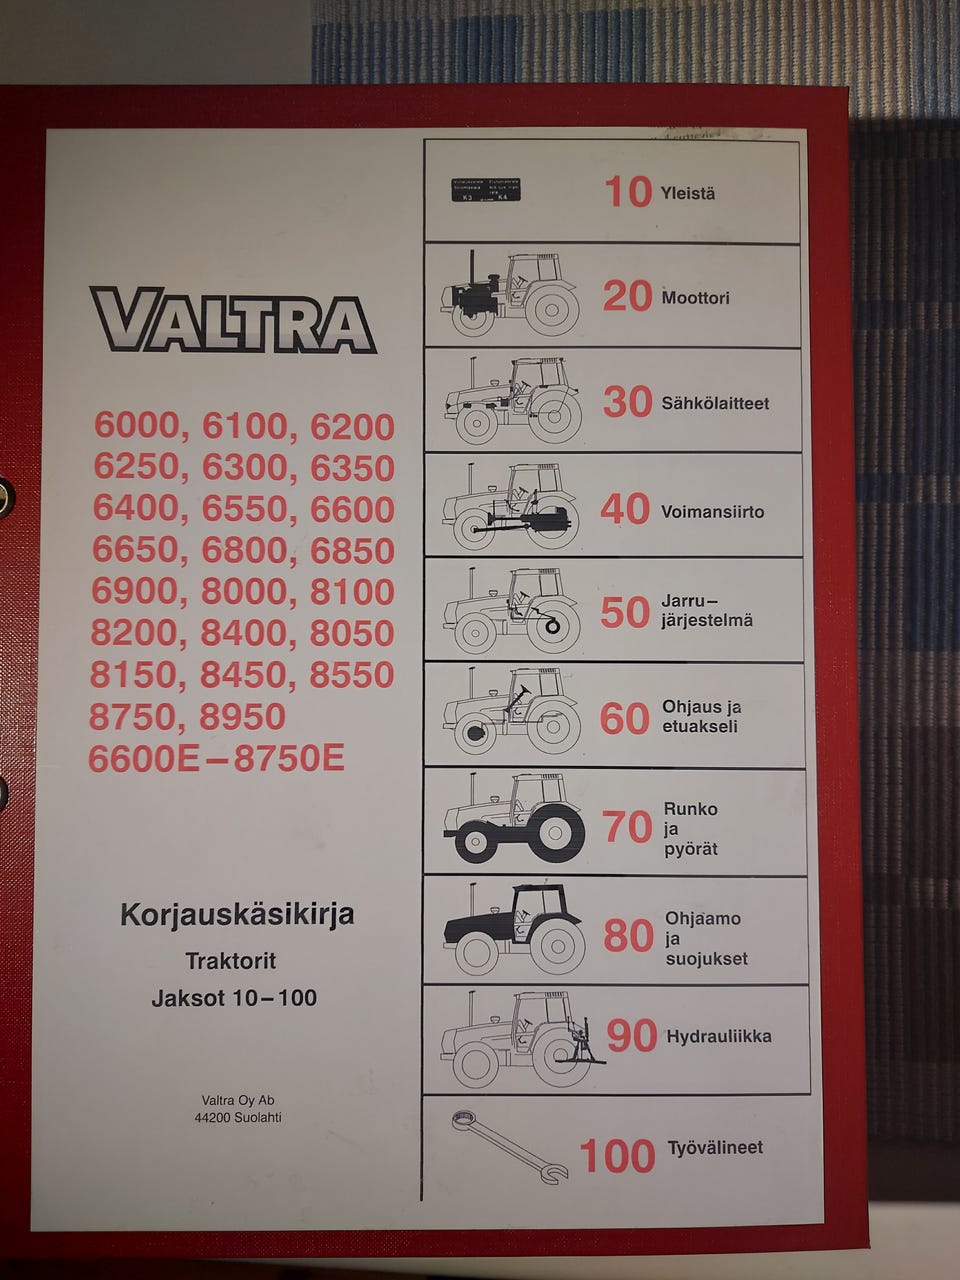 VALTRA
6000, 6100, 6200
6250, 6300, 6350
6400, 6550, 6600
6650, 6800, 6850
6900, 8000, 8100
8200, 8400, 8050
8150, 8450, 8550
8750, 8950
6600E–8750E
Korjauskäsikirja
Traktorit
Jaksot 10–100
Valtra Oy Ab
44200 Suolahti
K3 K4
10 Yleistä
20 Moottori
30 Sähkölaitteet
40 Voimansiirto
50 Jarru–
järjestelmä
60 Ohjaus ja
etuakseli
70 Runko
ja
pyörät
80 Ohjaamo
ja
suojukset
90 Hydrauliikka
100 Työvälineet